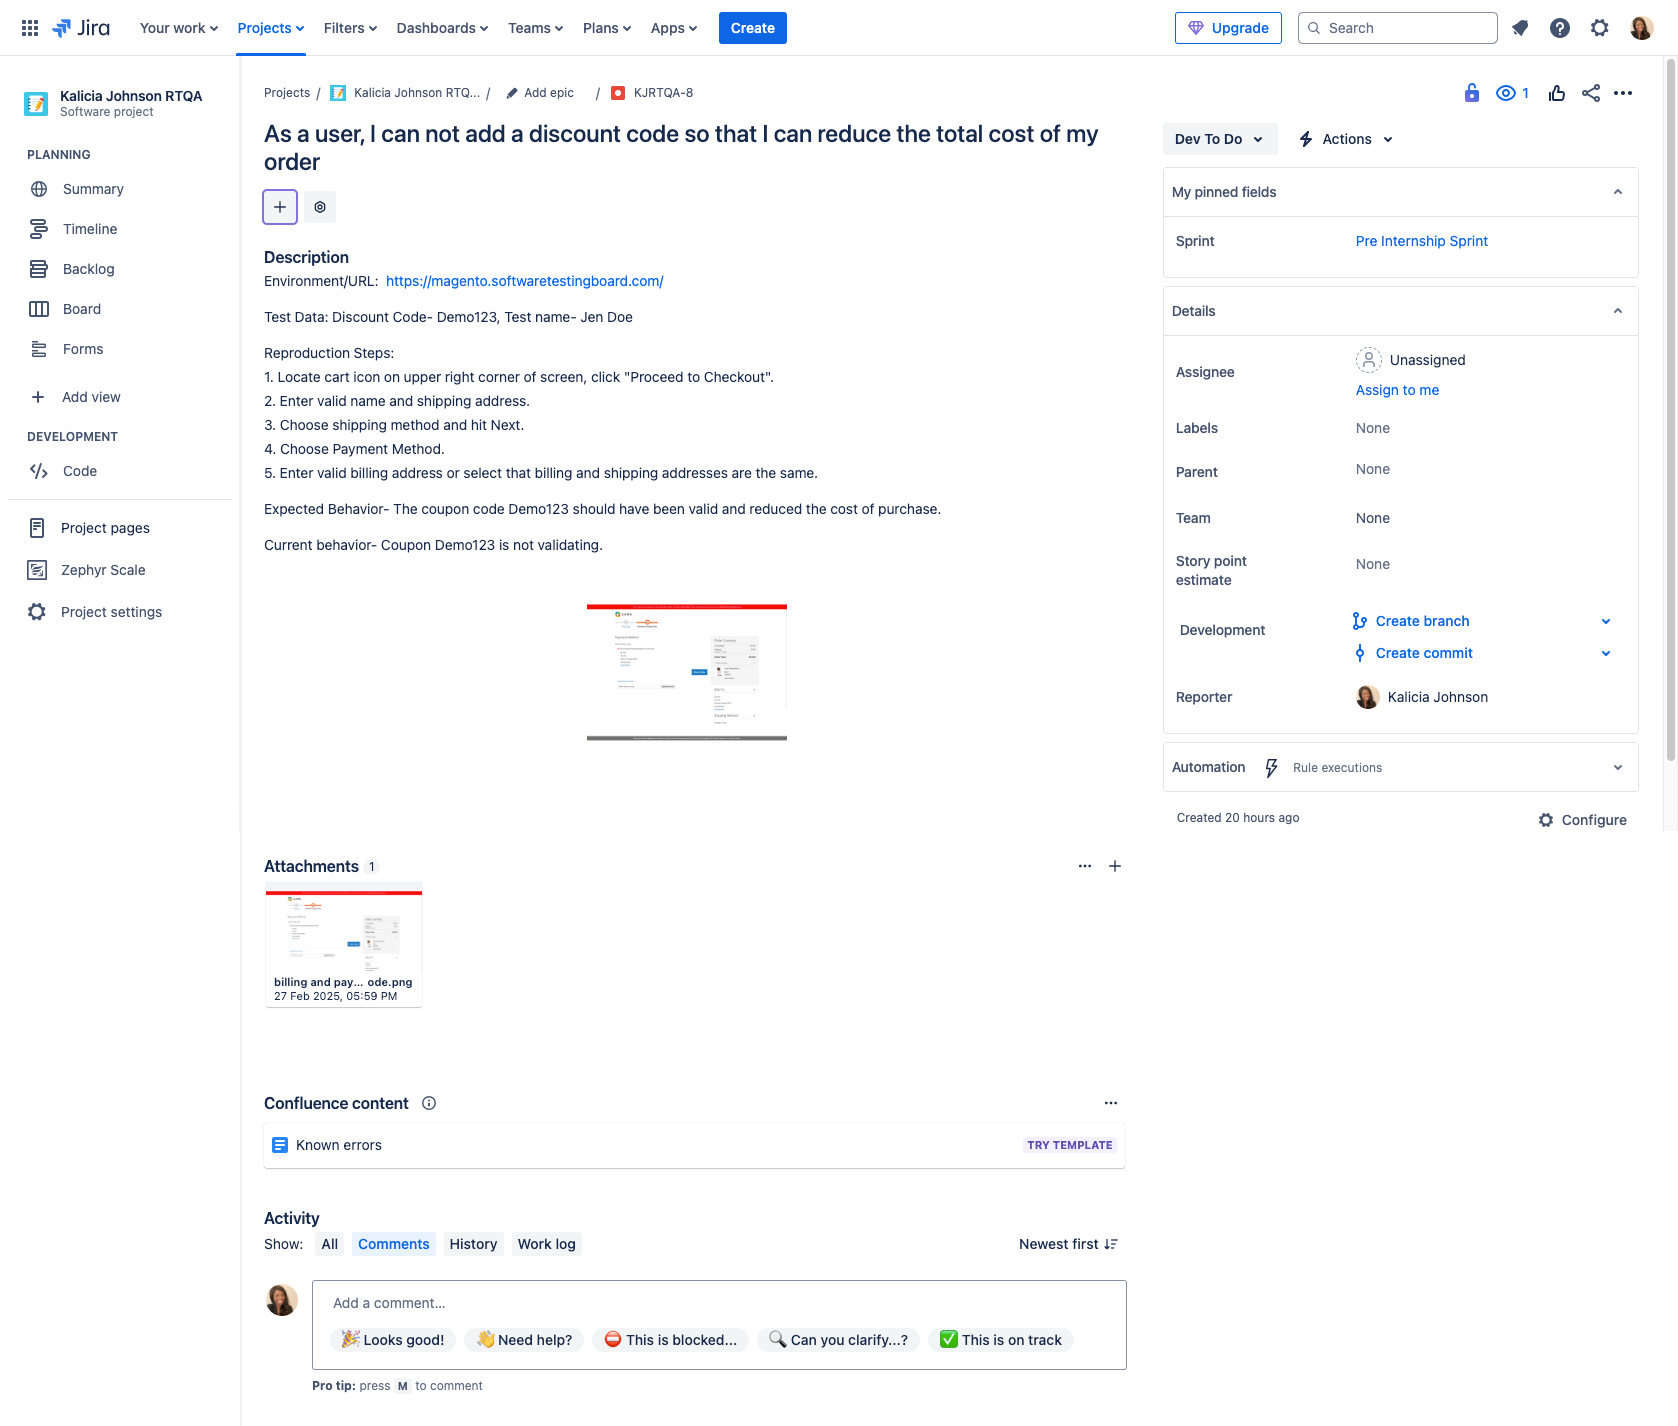 Jira
Your work
Projects
Filters
Dashboards
Teams
Plans
Apps
Create
Upgrade
Search
Kalicia Johnson RTQA
Software project
PLANNING
Summary
Timeline
Backlog
Board
Forms
Add view
DEVELOPMENT
Code
Project pages
Zephyr Scale
Project settings
Projects / Kalicia Johnson RTQ... / Add epic / KJRTQA-8
As a user, I can not add a discount code so that I can reduce the total cost of my
order
Description
Environment/URL: https://magento.softwaretestingboard.com/
Test Data: Discount Code- Demo123, Test name- Jen Doe
Reproduction Steps:
1. Locate cart icon on upper right corner of screen, click "Proceed to Checkout".
2. Enter valid name and shipping address.
3. Choose shipping method and hit Next.
4. Choose Payment Method.
5. Enter valid billing address or select that billing and shipping addresses are the same.
Expected Behavior- The coupon code Demo123 should have been valid and reduced the cost of purchase.
Current behavior- Coupon Demo123 is not validating.
Attachments 1
billing and pay... ode.png
27 Feb 2025, 05:59 PM
Confluence content
Known errors
TRY TEMPLATE
Activity
Show: All Comments History Work log
Newest first
Add a comment...
Looks good!
Need help?
This is blocked...
Can you clarify...?
This is on track
Pro tip: press M to comment
1
Dev To Do
Actions
My pinned fields
Sprint
Pre Internship Sprint
Details
Assignee
Unassigned
Assign to me
Labels
None
Parent
None
Team
None
Story point
estimate
None
Development
Create branch
Create commit
Reporter
Kalicia Johnson
Automation
Rule executions
Created 20 hours ago
Configure